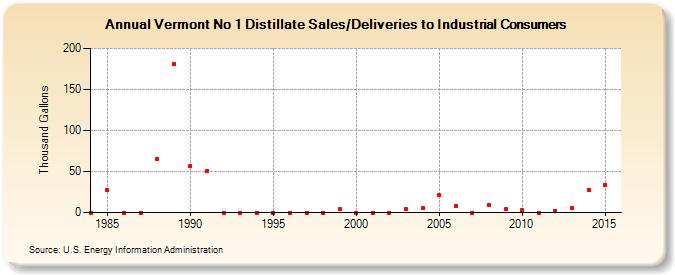 Annual Vermont No 1 Distillate Sales/Deliveries to Industrial Consumers
Thousand Gallons
200
150
100
50
0
1985 1990 1995 2000 2005 2010 2015
Source: U.S. Energy Information Administration